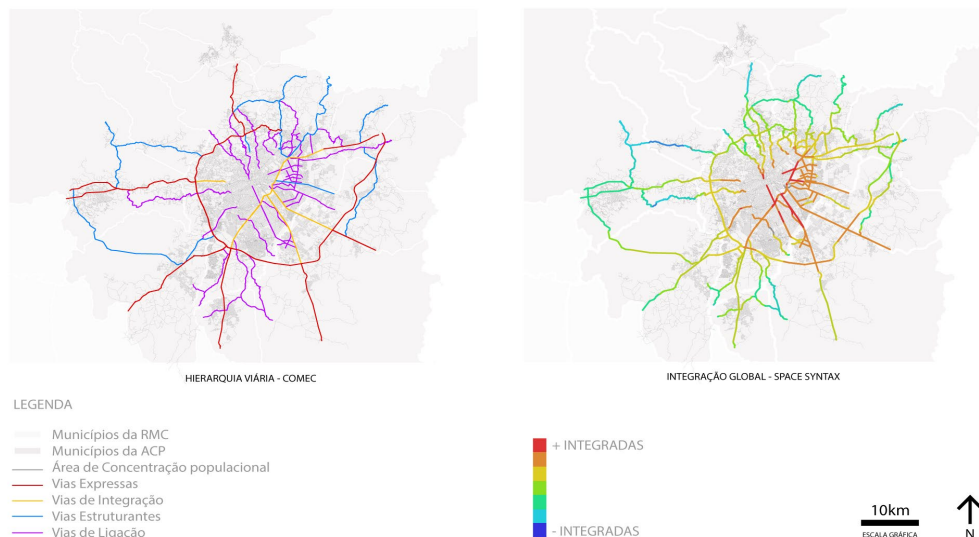 HIERARQUIA VIÁRIA - COMEC
INTEGRAÇÃO GLOBAL - SPACE SYNTAX
LEGENDA
Municípios da RMC
Municípios da ACP
Área de Concentração populacional
Vias Expressas
Vias de Integração
Vias Estruturantes
Vias de Ligação
+ INTEGRADAS
- INTEGRADAS
10km
ESCALA GRÁFICA
N